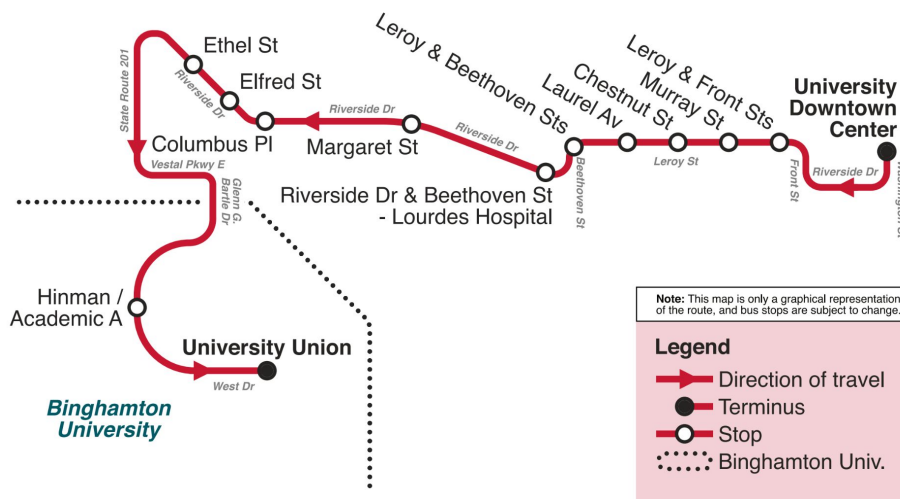 Ethel St
Elfred St
Columbus Pl
Margaret St
Riverside Dr & Beethoven St
- Lourdes Hospital
Leroy & Beethoven Sts
Laurel Av
Chestnut St
Murray St
Leroy & Front Sts
University
Downtown
Center
State Route 201
Riverside Dr
Riverside Dr
Riverside Dr
Beethoven St
Leroy St
Front St
Riverside Dr
Vestal Pkwy E
Glenn G.
Bartle Dr
Hinman /
Academic A
University Union
West Dr
Binghamton
University
Note: This map is only a graphical representation
of the route, and bus stops are subject to change.
Legend
Direction of travel
Terminus
Stop
Binghamton Univ.